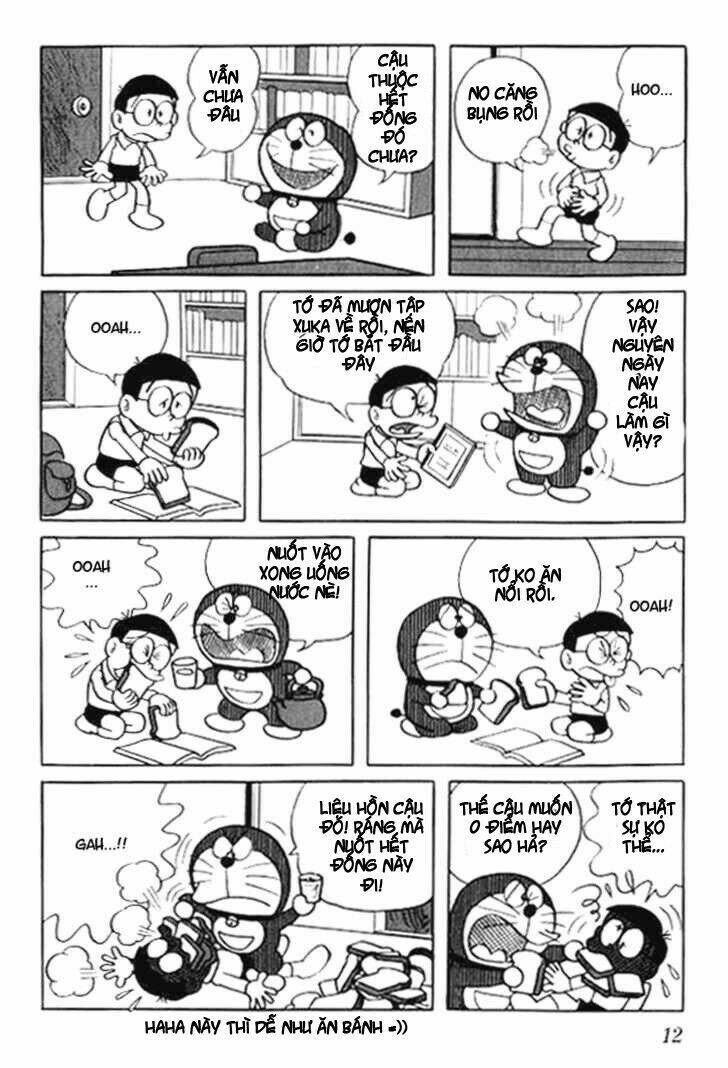 HOO...
NO CĂNG
BỤNG RỒI
CẬU
THUỘC
HẾT
ĐỐNG
ĐÓ
CHƯA?
VẪN
CHƯA
ĐÂU
SAO!
VẬY
NGUYÊN
NGÀY
NAY
CẬU
LÀM GÌ
VẬY?
TỚ ĐÃ MƯỢN TẬP
XUKA VỀ RỒI, NÊN
GIỜ TỚ BẮT ĐẦU
ĐÂY
OOAH...
OOAH!
TỚ KO ĂN
NỔI RỒI.
NUỐT VÀO
XONG UỐNG
NƯỚC NÈ!
OOAH
...
TỚ THẬT
SỰ KO
THỂ...
THẾ CẬU MUỐN
0 ĐIỂM HAY
SAO HẢ?
LIỆU HỒN CẬU
ĐÓ! RÁNG MÀ
NUỐT HẾT
ĐỐNG NÀY
ĐI!
GAH...!!
HAHA NÀY THÌ DỄ NHƯ ĂN BÁNH =))
12